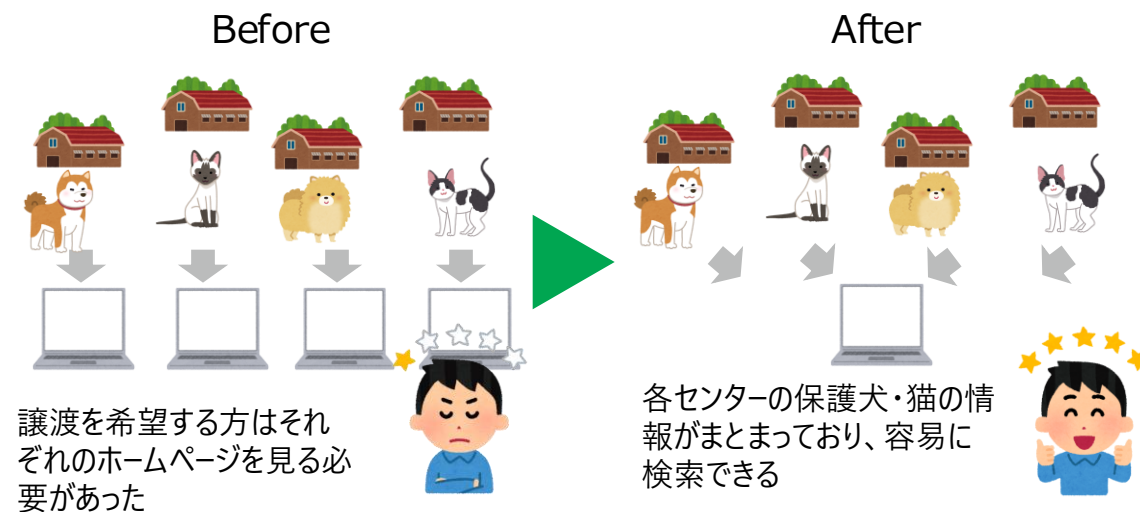 Before
After
譲渡を希望する方はそれ
ぞれのホームページを見る必
要があった
各センターの保護犬・猫の情
報がまとまっており、容易に
検索できる